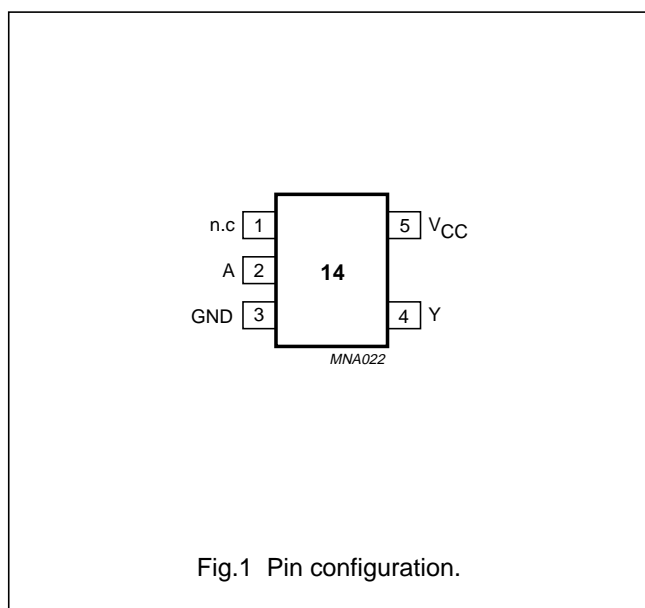 n.c 1 5 VCC
A 2 14
GND 3 4 Y
MNA022
Fig.1 Pin configuration.